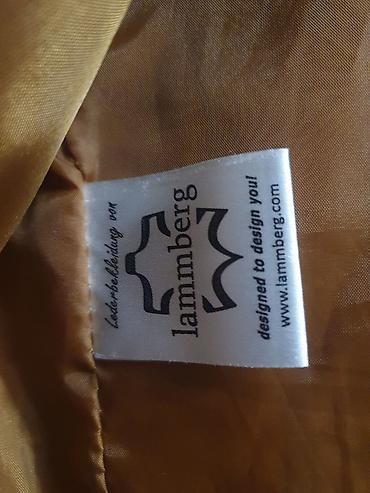 Lederbekleidung von
lammberg
designed to design you!
www.lammberg.com